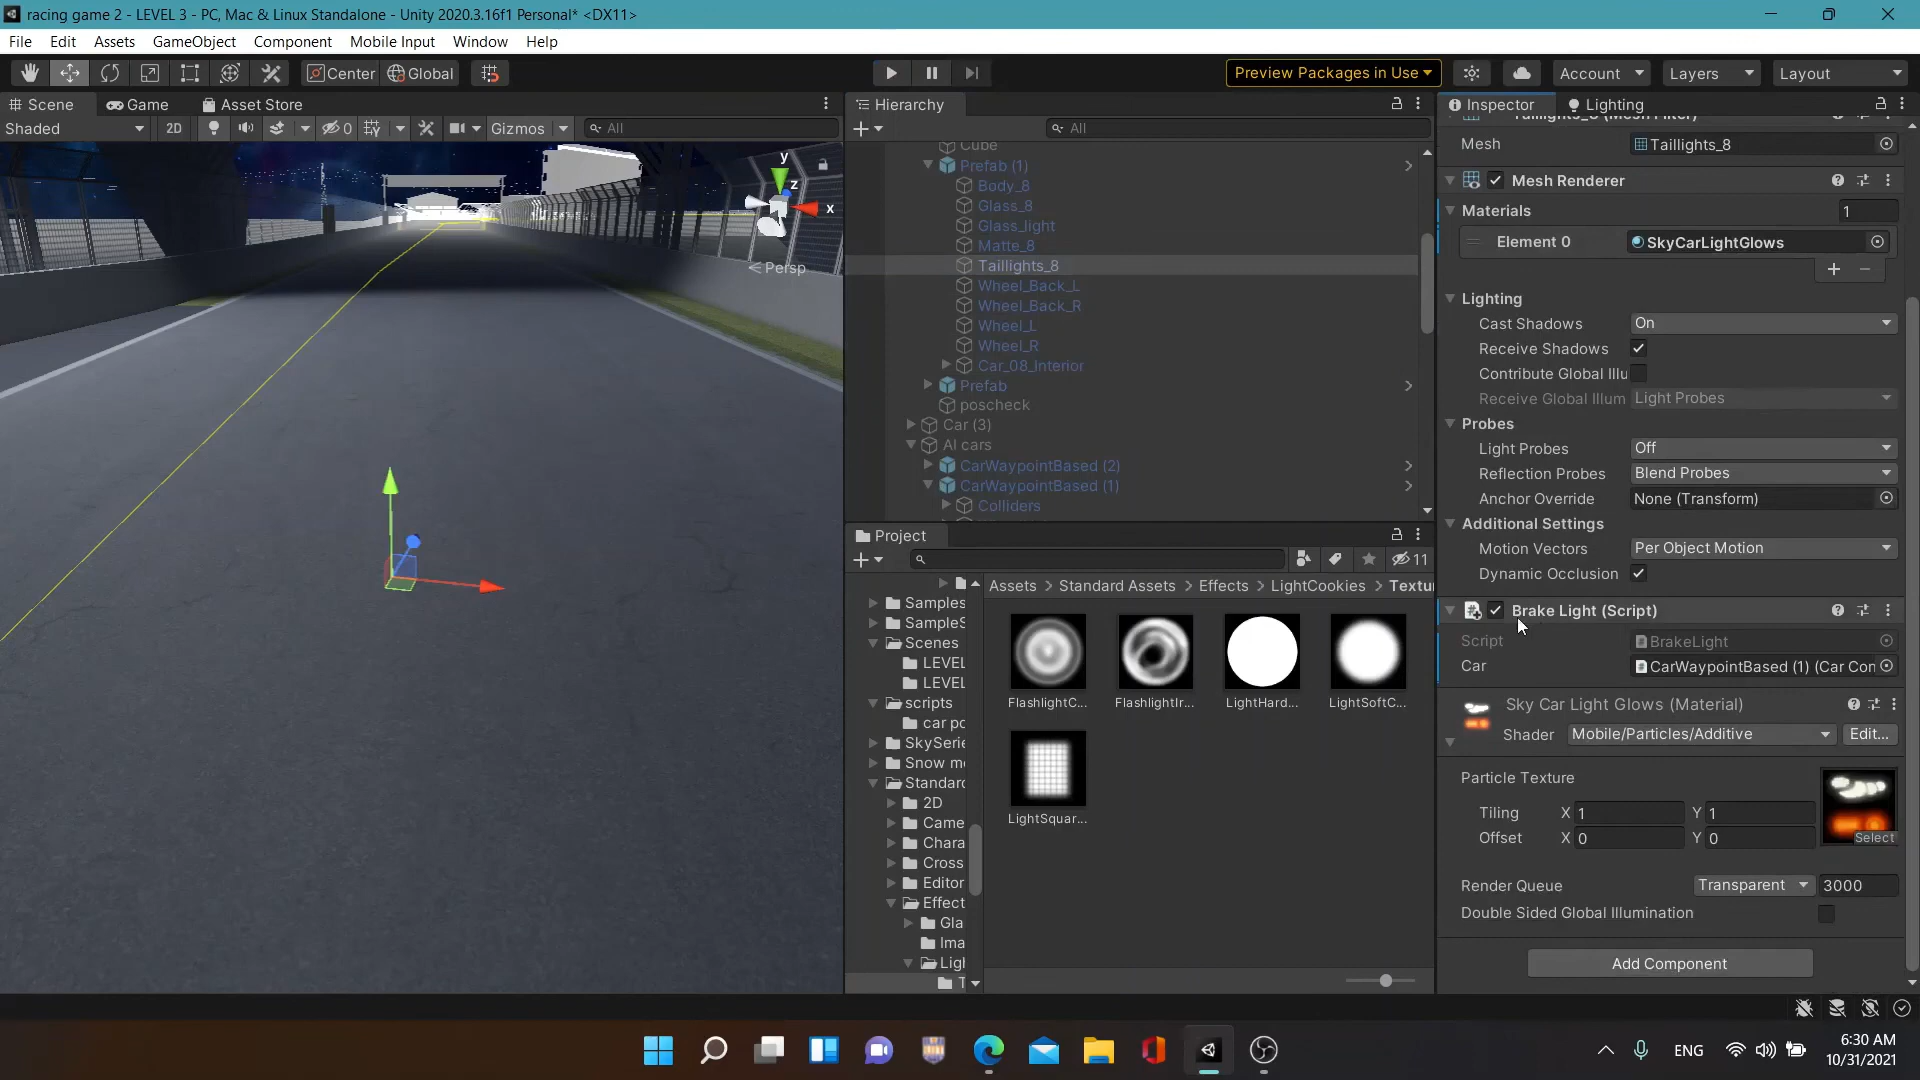 racing game 2 - LEVEL 3 - PC, Mac & Linux Standalone - Unity 2020.3.16f1 Personal* <DX11>
File Edit Assets GameObject Component Mobile Input Window Help
Center Global Preview Packages in Use Account Layers Layout
Scene Game Asset Store
Shaded 2D 0 Gizmos All
y
z
x
Persp
Hierarchy
All
Cube
Prefab (1)
Body_8
Glass_8
Glass_light
Matte_8
Taillights_8
Wheel_Back_L
Wheel_Back_R
Wheel_L
Wheel_R
Car_08_Interior
Prefab
poscheck
Car (3)
AI cars
CarWaypointBased (2)
CarWaypointBased (1)
Colliders
Project
11
Samples
SampleS
Scenes
LEVEL
LEVEL
scripts
car po
SkySerie
Snow m
Standard
2D
Came
Chara
Cross
Editor
Effect
Gla
Ima
Ligh
T
Assets > Standard Assets > Effects > LightCookies > Textu
FlashlightC... FlashlightIr... LightHard... LightSoftC...
LightSquar...
Inspector Lighting
Taillights_8 (Mesh Filter)
Mesh Taillights_8
Mesh Renderer
Materials 1
Element 0 SkyCarLightGlows
Lighting
Cast Shadows On
Receive Shadows
Contribute Global Illu
Receive Global Illum Light Probes
Probes
Light Probes Off
Reflection Probes Blend Probes
Anchor Override None (Transform)
Additional Settings
Motion Vectors Per Object Motion
Dynamic Occlusion
Brake Light (Script)
Script BrakeLight
Car CarWaypointBased (1) (Car Con
Sky Car Light Glows (Material)
Shader Mobile/Particles/Additive Edit...
Particle Texture
Tiling X 1 Y 1
Offset X 0 Y 0
Select
Render Queue Transparent 3000
Double Sided Global Illumination
Add Component
ENG
6:30 AM
10/31/2021